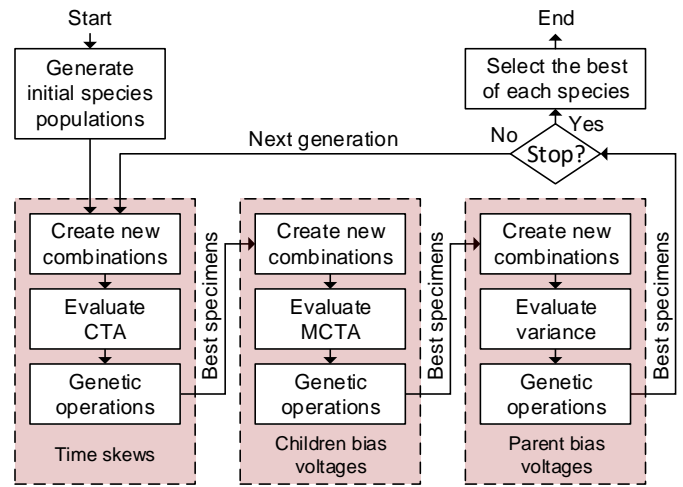 Start
Generate
initial species
populations
End
Select the best
of each species
Yes
No
Stop?
Next generation
Create new
combinations
Evaluate
CTA
Genetic
operations
Time skews
Best specimens
Create new
combinations
Evaluate
MCTA
Genetic
operations
Children bias
voltages
Best specimens
Create new
combinations
Evaluate
variance
Genetic
operations
Parent bias
voltages
Best specimens